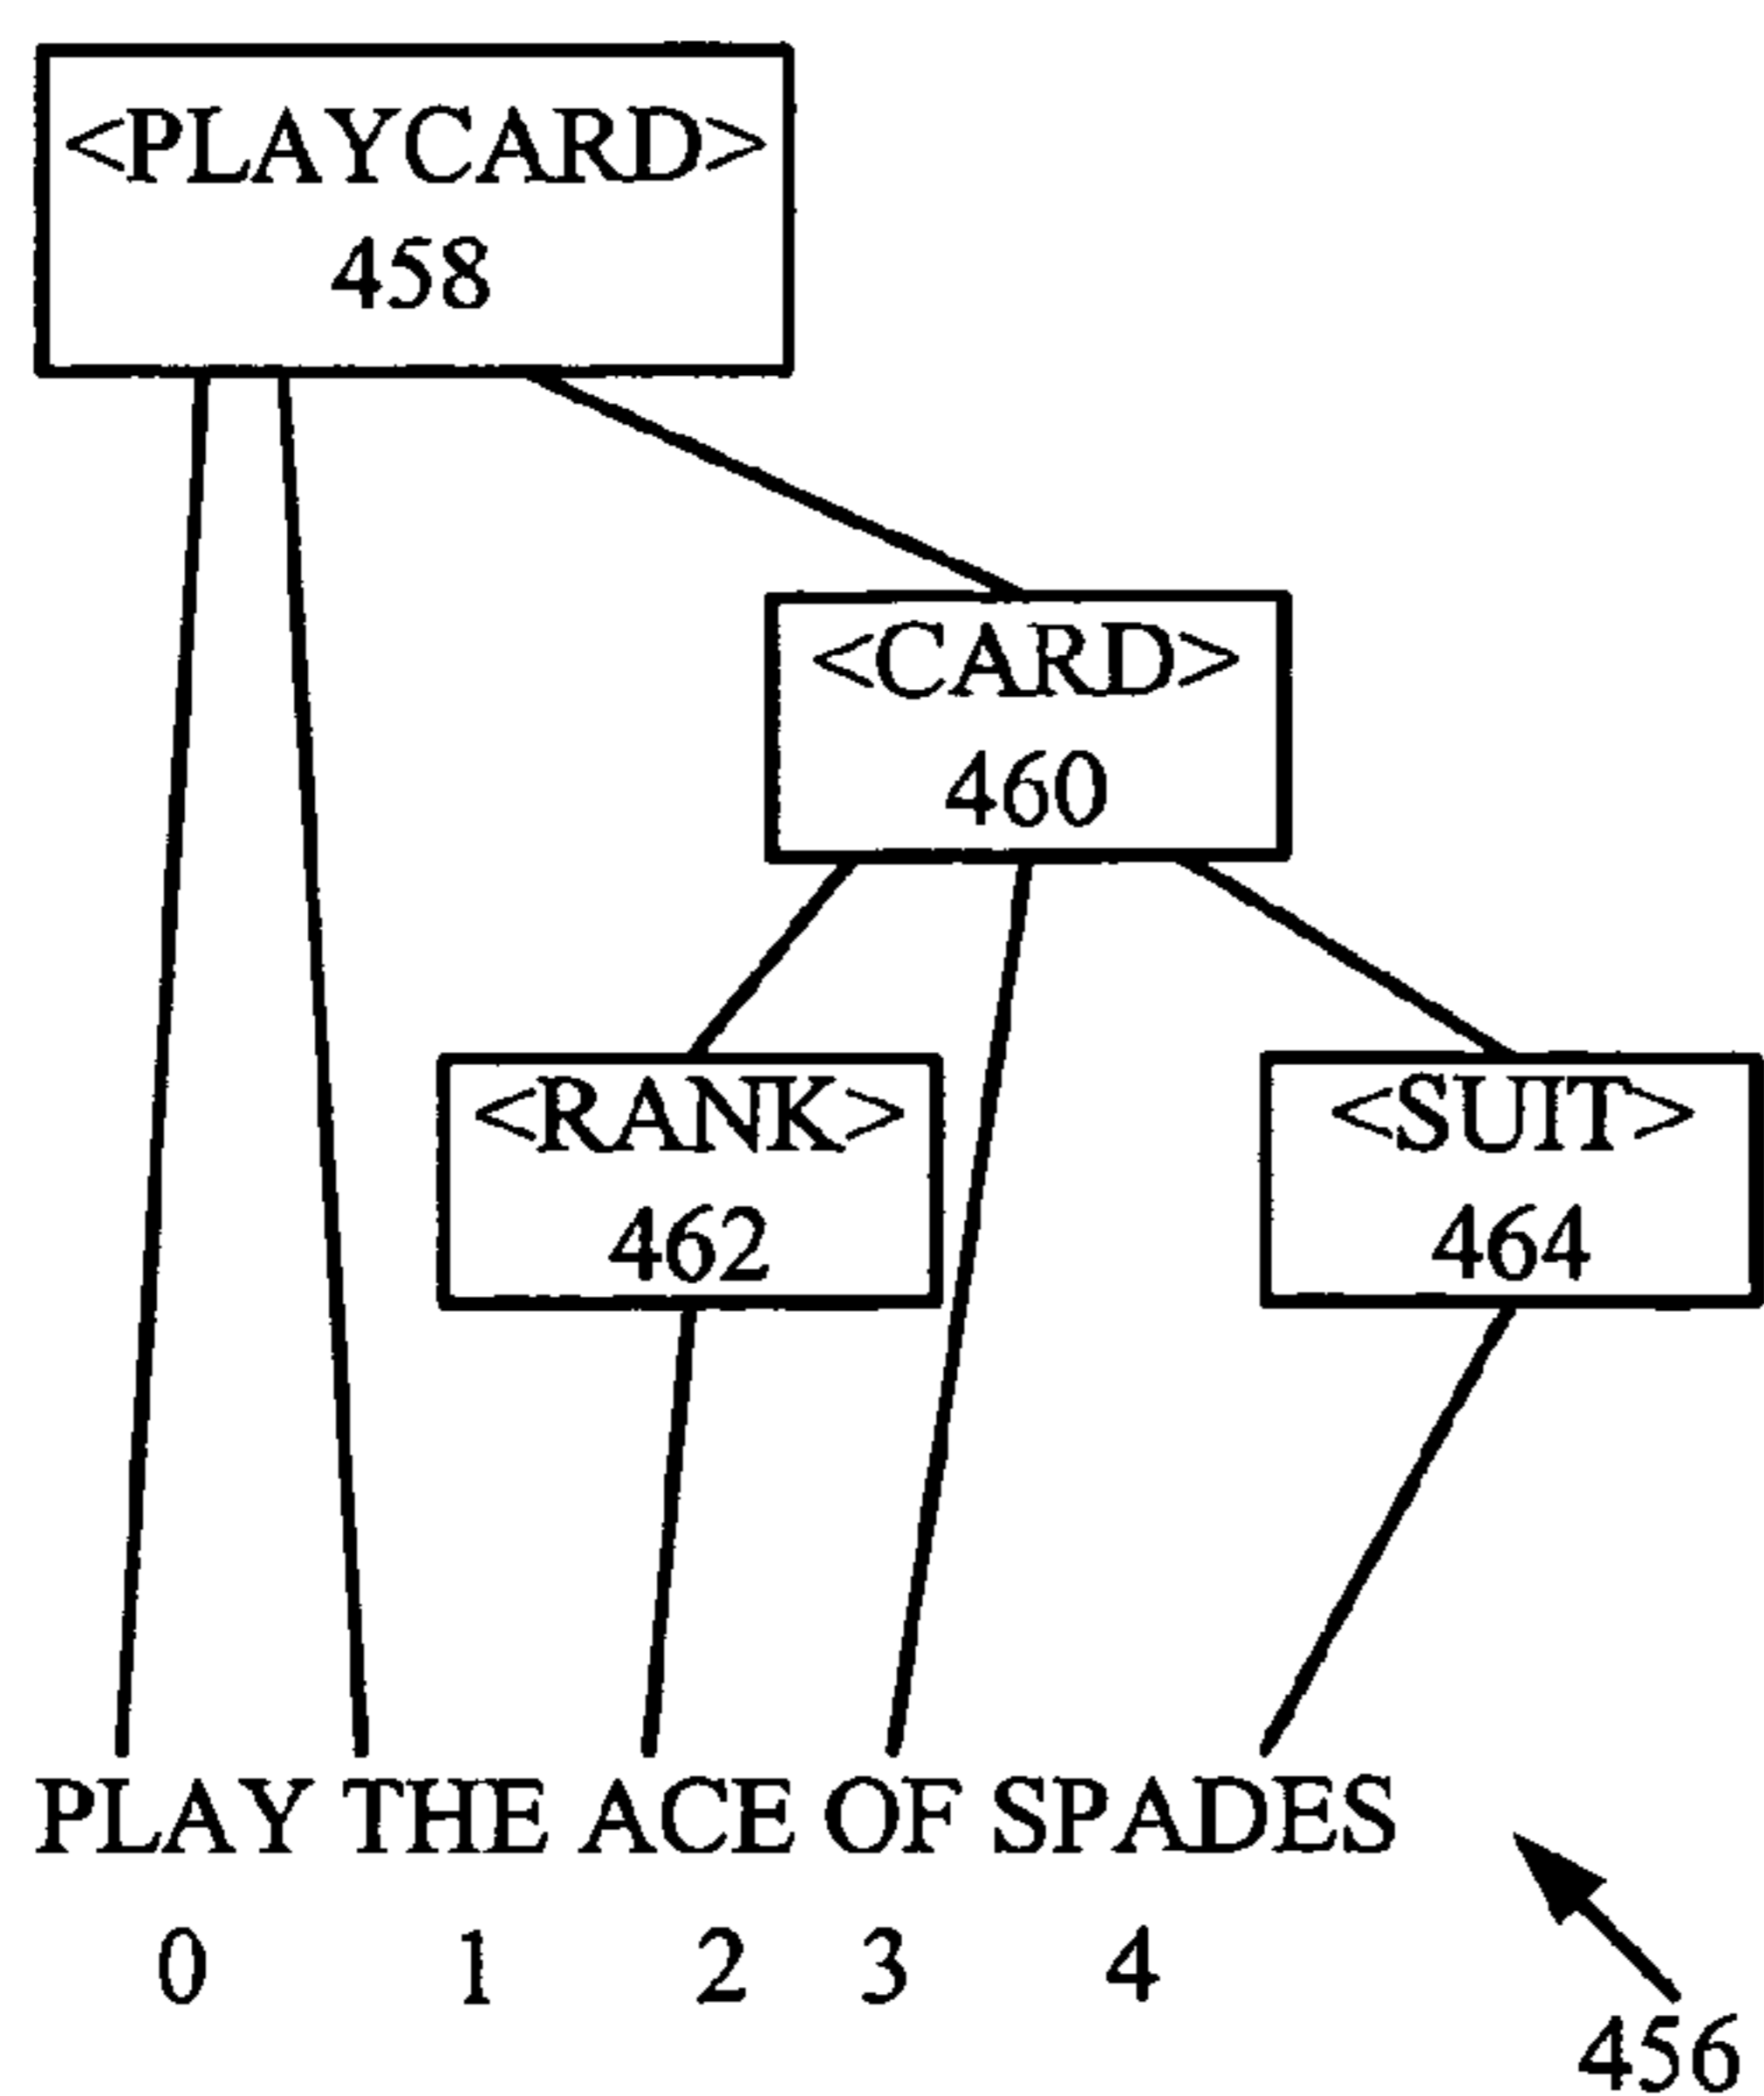 <PLAYCARD>
458
<CARD>
460
<RANK>
462
<SUIT>
464
PLAY THE ACE OF SPADES
0 1 2 3 4
456